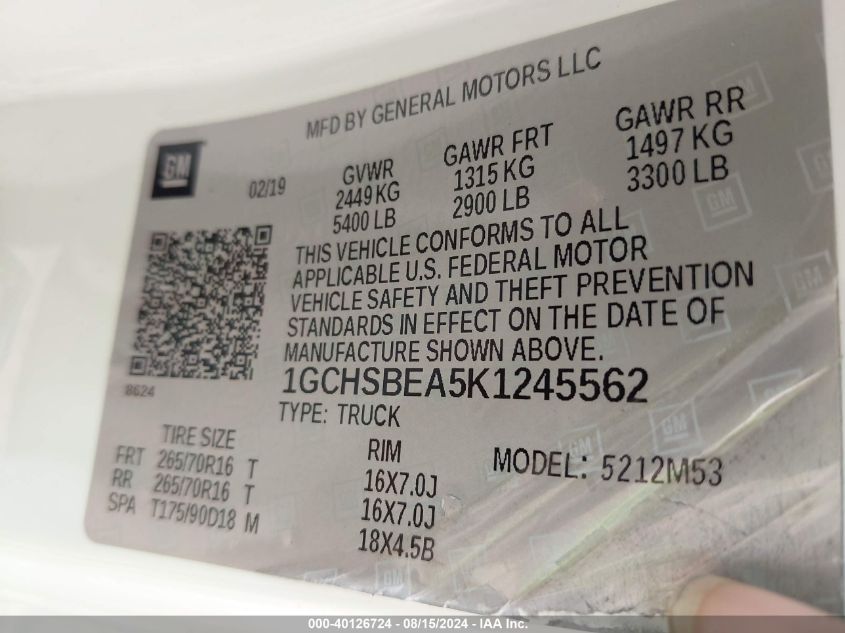 MFD BY GENERAL MOTORS LLC
GM
02/19
GVWR
2449 KG
5400 LB
GAWR FRT
1315 KG
2900 LB
GAWR RR
1497 KG
3300 LB
THIS VEHICLE CONFORMS TO ALL
APPLICABLE U.S. FEDERAL MOTOR
VEHICLE SAFETY AND THEFT PREVENTION
STANDARDS IN EFFECT ON THE DATE OF
MANUFACTURE SHOWN ABOVE.
8624
1GCHSBEA5K1245562
TYPE: TRUCK
TIRE SIZE RIM MODEL: 5212M53
FRT 265/70R16 T 16X7.0J
RR 265/70R16 T 16X7.0J
SPA T175/90D18 M 18X4.5B
000-40126724 - 08/15/2024 - IAA Inc.